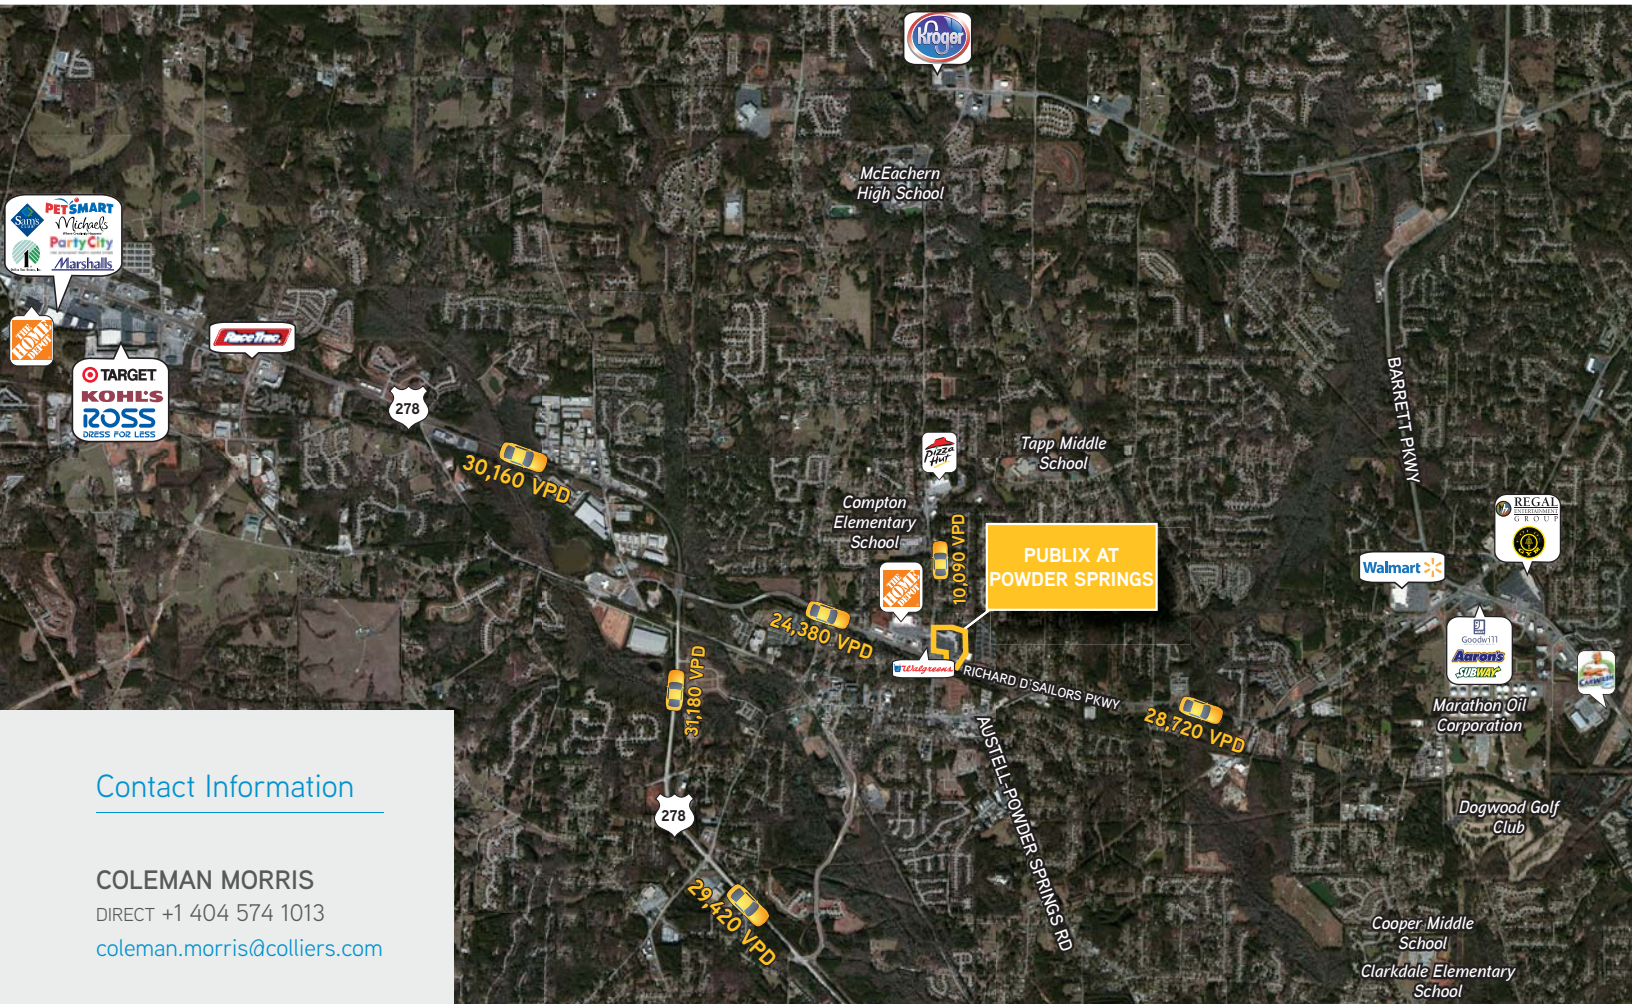 Kroger
McEachern
High School
Sam's
CLUB
PETSMART
Michaels
Party City
Marshalls
THE
HOME
DEPOT
RaceTrac
TARGET
KOHL'S
ROSS
DRESS FOR LESS
278
30,160 VPD
BARRETT PKWY
Pizza
Hut
Tapp Middle
School
Compton
Elementary
School
10,090 VPD
PUBLIX AT
POWDER SPRINGS
THE
HOME
DEPOT
24,380 VPD
Walgreens
RICHARD D'SAILORS PKWY
28,720 VPD
31,180 VPD
REGAL
ENTERTAINMENT
GROUP
Walmart
Goodwill
Aaron's
SUBWAY
CARWASH
Marathon Oil
Corporation
AUSTELL-POWDER SPRINGS RD
278
29,420 VPD
Dogwood Golf
Club
Cooper Middle
School
Clarkdale Elementary
School
Contact Information
COLEMAN MORRIS
DIRECT +1 404 574 1013
coleman.morris@colliers.com